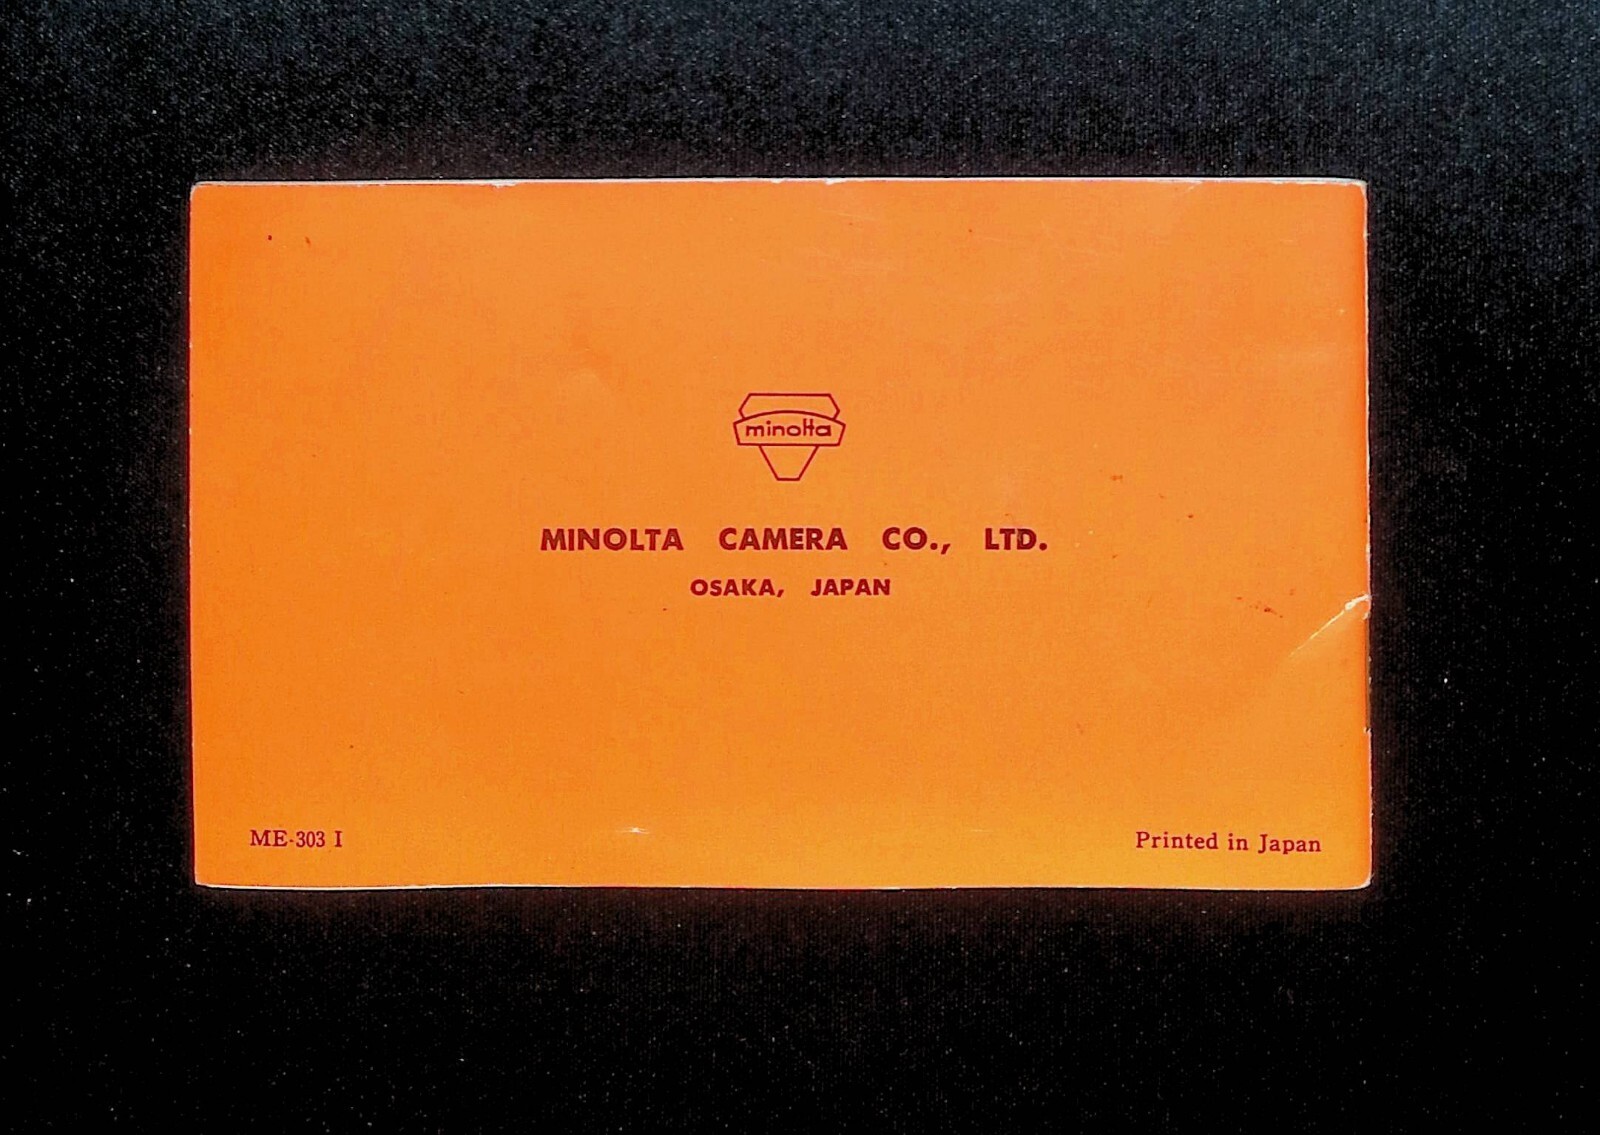 minolta
MINOLTA CAMERA CO., LTD.
OSAKA, JAPAN
ME-303 I
Printed in Japan